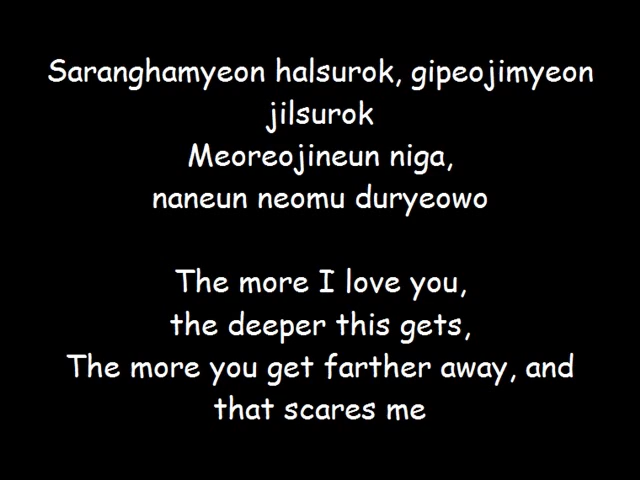 Saranghamyeon halsurok, gipeojimyeon
jilsurok
Meoreojineun niga,
naneun neomu duryeowo
The more I love you,
the deeper this gets,
The more you get farther away, and
that scares me